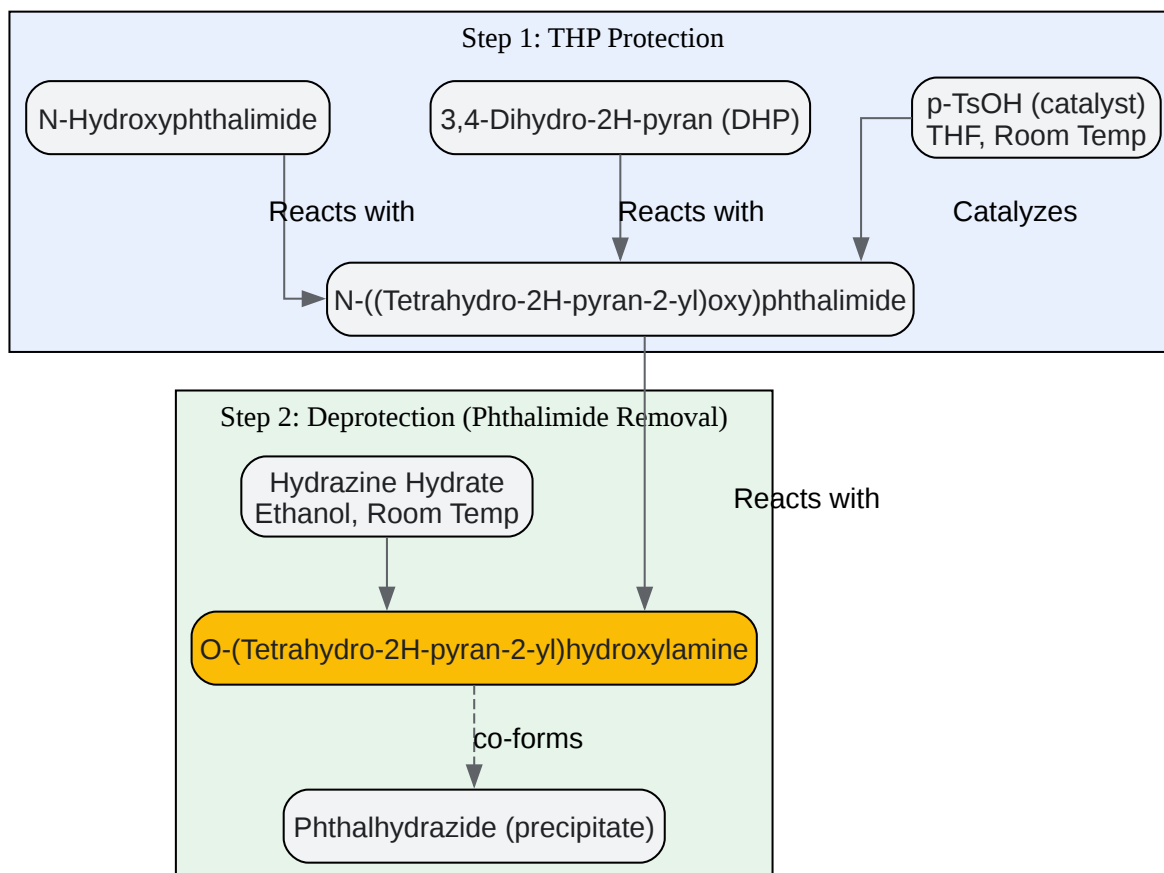 Step 1: THP Protection
N-Hydroxyphthalimide
3,4-Dihydro-2H-pyran (DHP)
p-TsOH (catalyst)
THF, Room Temp
Reacts with
Reacts with
Catalyzes
N-((Tetrahydro-2H-pyran-2-yl)oxy)phthalimide
Step 2: Deprotection (Phthalimide Removal)
Hydrazine Hydrate
Ethanol, Room Temp
Reacts with
O-(Tetrahydro-2H-pyran-2-yl)hydroxylamine
co-forms
Phthalhydrazide (precipitate)